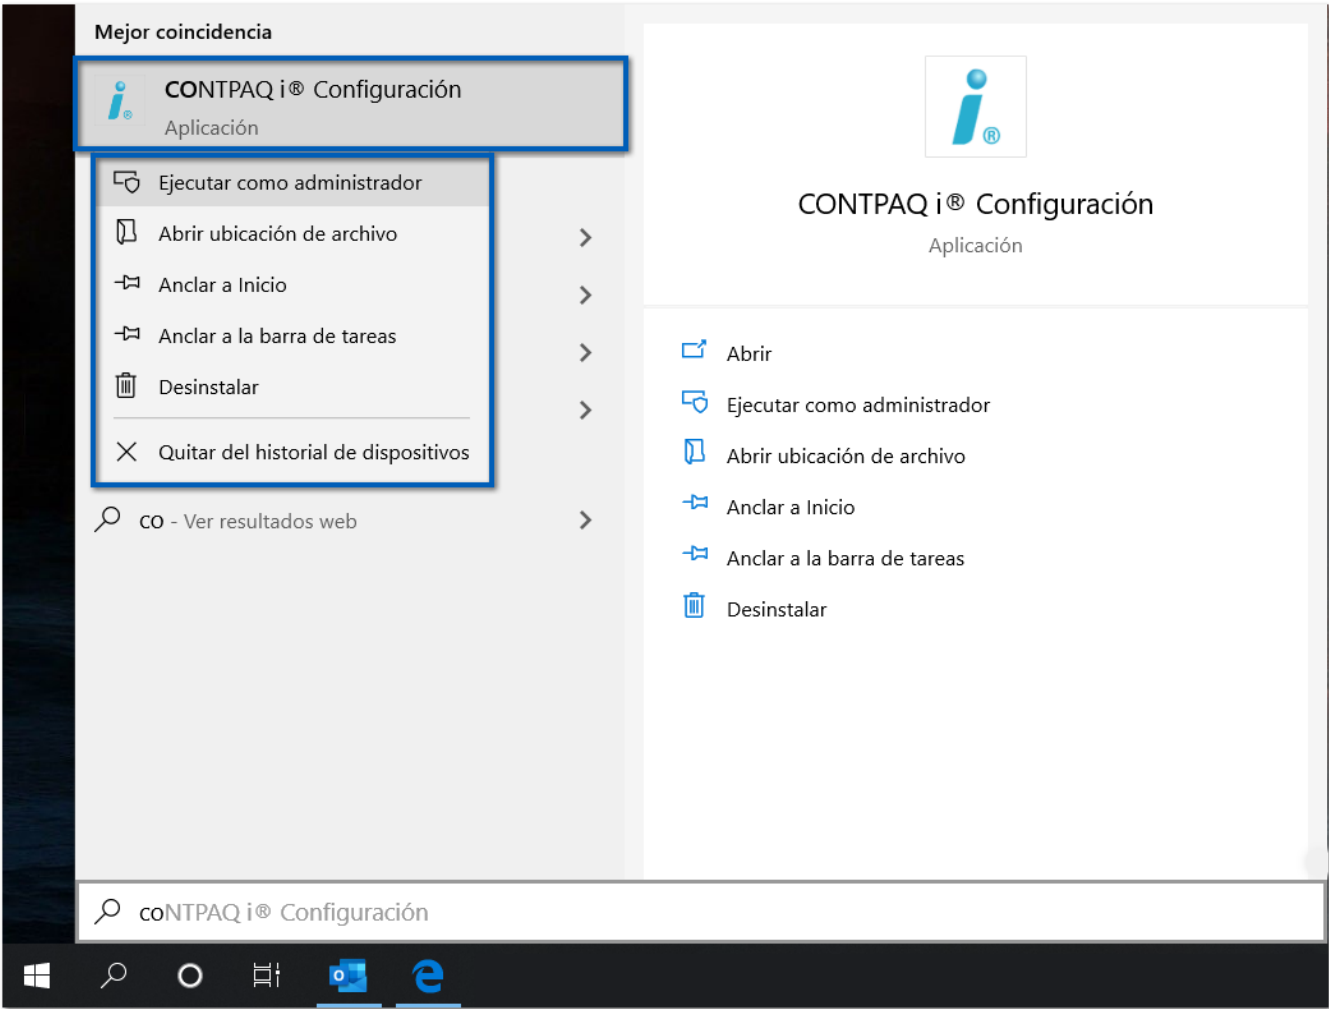 Mejor coincidencia
CONTPAQ i® Configuración
Aplicación
Ejecutar como administrador
Abrir ubicación de archivo
Anclar a Inicio
Anclar a la barra de tareas
Desinstalar
Quitar del historial de dispositivos
co - Ver resultados web
i®
CONTPAQ i® Configuración
Aplicación
Abrir
Ejecutar como administrador
Abrir ubicación de archivo
Anclar a Inicio
Anclar a la barra de tareas
Desinstalar
coNTPAQ i® Configuración